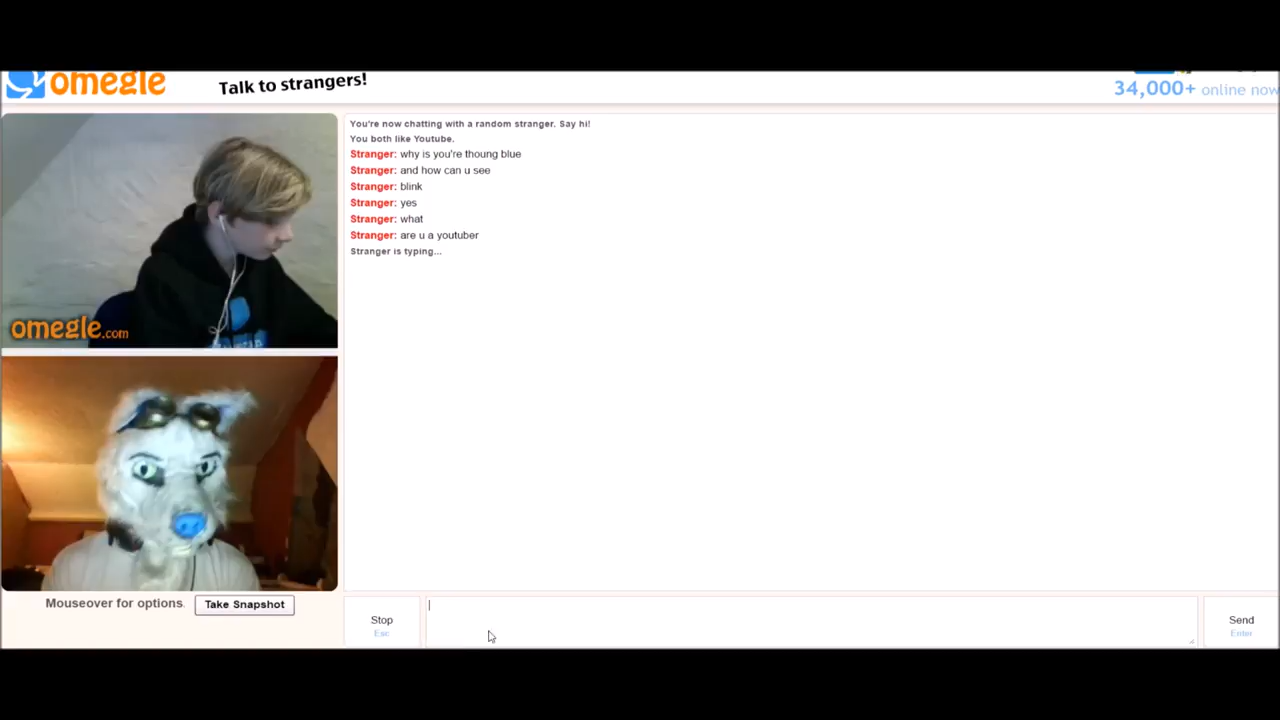 omegle
Talk to strangers!
34,000+ online now
You're now chatting with a random stranger. Say hi!
You both like Youtube.
Stranger: why is you're thoung blue
Stranger: and how can u see
Stranger: blink
Stranger: yes
Stranger: what
Stranger: are u a youtuber
Stranger is typing...
omegle.com
Mouseover for options.
Take Snapshot
Stop
Esc
Send
Enter